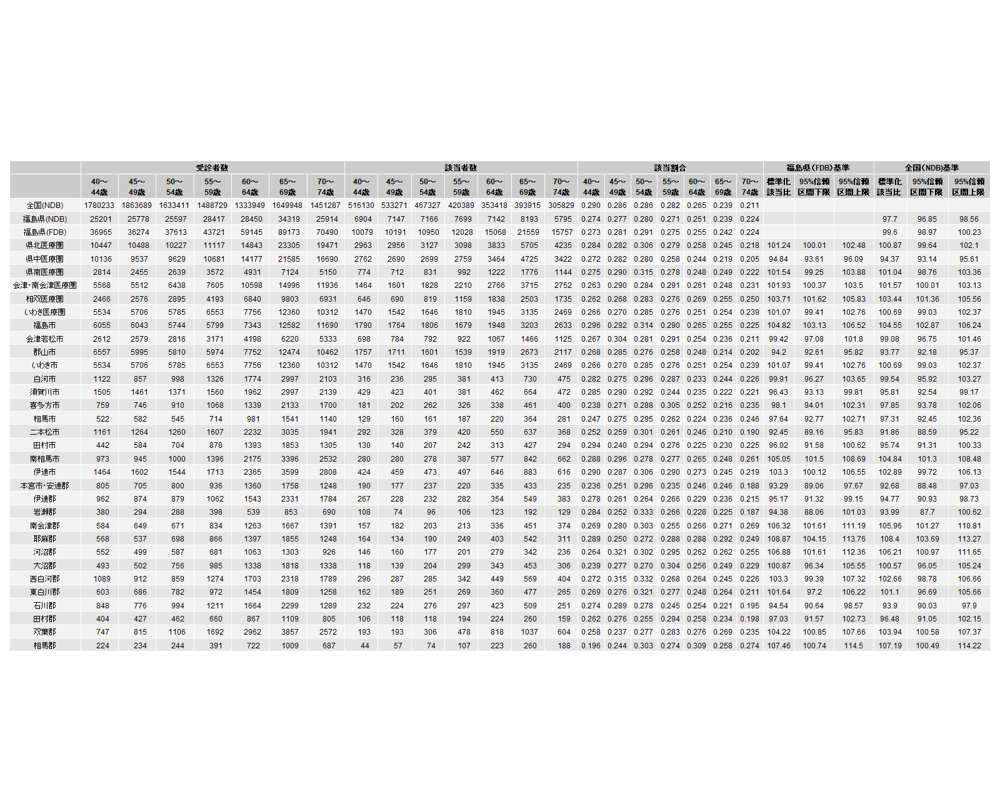 受診者数 該当者数 該当割合 福島県（FDB）基準 全国（NDB)基準
40～44歳 45～49歳 50～54歳 55～59歳 60～64歳 65～69歳 70～74歳 40～44歳 45～49歳 50～54歳 55～59歳 60～64歳 65～69歳 70～74歳 40～44歳 45～49歳 50～54歳 55～59歳 60～64歳 65～69歳 70～74歳 標準化該当比 95%信頼区間下限 95%信頼区間上限 標準化該当比 95%信頼区間下限 95%信頼区間上限
全国(NDB) 1780233 1863689 1633411 1488729 1333949 1649948 1451287 516130 533271 467327 420389 353418 393915 305829 0.290 0.286 0.286 0.282 0.265 0.239 0.211
福島県(NDB) 25201 25778 25597 28417 28450 34319 25914 6904 7147 7166 7699 7142 8193 5795 0.274 0.277 0.280 0.271 0.251 0.239 0.224 97.7 96.85 98.56
福島県(FDB) 36965 36274 37613 43721 59145 89173 70490 10079 10191 10950 12028 15068 21559 15757 0.273 0.281 0.291 0.275 0.255 0.242 0.224 99.6 98.97 100.23
県北医療圏 10447 10488 10227 11117 14843 23305 19471 2963 2956 3127 3098 3833 5705 4235 0.284 0.282 0.306 0.279 0.258 0.245 0.218 101.24 100.01 102.48 100.87 99.64 102.1
県中医療圏 10136 9537 9629 10681 14177 21585 16690 2762 2690 2699 2759 3464 4725 3422 0.272 0.282 0.280 0.258 0.244 0.219 0.205 94.84 93.61 96.09 94.37 93.14 95.61
県南医療圏 2814 2455 2639 3572 4931 7124 5150 774 712 831 992 1222 1776 1144 0.275 0.290 0.315 0.278 0.248 0.249 0.222 101.54 99.25 103.88 101.04 98.76 103.36
会津・南会津医療圏 5568 5512 6438 7605 10598 14996 11936 1464 1601 1828 2210 2766 3715 2752 0.263 0.290 0.284 0.291 0.261 0.248 0.231 101.93 100.37 103.5 101.57 100.01 103.13
相双医療圏 2466 2576 2895 4193 6840 9803 6931 646 690 819 1159 1838 2503 1735 0.262 0.268 0.283 0.276 0.269 0.255 0.250 103.71 101.62 105.83 103.44 101.36 105.56
いわき医療圏 5534 5706 5785 6553 7756 12360 10312 1470 1542 1646 1810 1945 3135 2469 0.266 0.270 0.285 0.276 0.251 0.254 0.239 101.07 99.41 102.76 100.69 99.03 102.37
福島市 6055 6043 5744 5799 7343 12582 11690 1790 1764 1806 1679 1948 3203 2633 0.296 0.292 0.314 0.290 0.265 0.255 0.225 104.82 103.13 106.52 104.55 102.87 106.24
会津若松市 2612 2579 2816 3171 4198 6220 5333 698 784 792 922 1067 1466 1125 0.267 0.304 0.281 0.291 0.254 0.236 0.211 99.42 97.08 101.8 99.08 96.75 101.46
郡山市 6557 5995 5810 5974 7752 12474 10462 1757 1711 1601 1539 1919 2673 2117 0.268 0.285 0.276 0.258 0.248 0.214 0.202 94.2 92.61 95.82 93.77 92.18 95.37
いわき市 5534 5706 5785 6553 7756 12360 10312 1470 1542 1646 1810 1945 3135 2469 0.266 0.270 0.285 0.276 0.251 0.254 0.239 101.07 99.41 102.76 100.69 99.03 102.37
白河市 1122 857 998 1326 1774 2997 2103 316 236 295 381 413 730 475 0.282 0.275 0.296 0.287 0.233 0.244 0.226 99.91 96.27 103.65 99.54 95.92 103.27
須賀川市 1505 1461 1371 1560 1962 2997 2139 429 423 401 381 462 664 472 0.285 0.290 0.292 0.244 0.235 0.222 0.221 96.43 93.13 99.81 95.81 92.54 99.17
喜多方市 759 746 910 1068 1339 2133 1700 181 202 262 326 338 461 400 0.238 0.271 0.288 0.305 0.252 0.216 0.235 98.1 94.01 102.31 97.85 93.78 102.06
相馬市 522 582 545 714 981 1541 1140 129 160 161 187 220 364 281 0.247 0.275 0.295 0.262 0.224 0.236 0.246 97.64 92.77 102.71 97.31 92.45 102.36
二本松市 1161 1264 1260 1607 2232 3035 1941 292 328 379 420 550 637 368 0.252 0.259 0.301 0.261 0.246 0.210 0.190 92.45 89.16 95.83 91.86 88.59 95.22
田村市 442 584 704 878 1393 1853 1305 130 140 207 242 313 427 294 0.294 0.240 0.294 0.276 0.225 0.230 0.225 96.02 91.58 100.62 95.74 91.31 100.33
南相馬市 973 945 1000 1396 2175 3396 2532 280 280 278 387 577 842 662 0.288 0.296 0.278 0.277 0.265 0.248 0.261 105.05 101.5 108.69 104.84 101.3 108.48
伊達市 1464 1602 1544 1713 2365 3599 2808 424 459 473 497 646 883 616 0.290 0.287 0.306 0.290 0.273 0.245 0.219 103.3 100.12 106.55 102.89 99.72 106.13
本宮市・安達郡 805 705 800 936 1360 1758 1248 190 177 237 220 335 433 235 0.236 0.251 0.296 0.235 0.246 0.246 0.188 93.29 89.06 97.67 92.68 88.48 97.03
伊達郡 962 874 879 1062 1543 2331 1784 267 228 232 282 354 549 383 0.278 0.261 0.264 0.266 0.229 0.236 0.215 95.17 91.32 99.15 94.77 90.93 98.73
岩瀬郡 380 294 288 398 539 853 690 108 74 96 106 123 192 129 0.284 0.252 0.333 0.266 0.228 0.225 0.187 94.38 88.06 101.03 93.99 87.7 100.62
南会津郡 584 649 671 834 1263 1667 1391 157 182 203 213 336 451 374 0.269 0.280 0.303 0.255 0.266 0.271 0.269 106.32 101.61 111.19 105.96 101.27 110.81
耶麻郡 568 537 698 866 1397 1855 1248 164 134 190 249 403 542 311 0.289 0.250 0.272 0.288 0.288 0.292 0.249 108.87 104.15 113.76 108.4 103.69 113.27
河沼郡 552 499 587 681 1063 1303 926 146 160 177 201 279 342 236 0.264 0.321 0.302 0.295 0.262 0.262 0.255 106.88 101.61 112.36 106.21 100.97 111.65
大沼郡 493 502 756 985 1338 1818 1338 118 139 204 299 343 453 306 0.239 0.277 0.270 0.304 0.256 0.249 0.229 100.87 96.34 105.55 100.57 96.05 105.24
西白河郡 1089 912 859 1274 1703 2318 1789 296 287 285 342 449 569 404 0.272 0.315 0.332 0.268 0.264 0.245 0.226 103.3 99.39 107.32 102.66 98.78 106.66
東白川郡 603 686 782 972 1454 1809 1258 162 189 251 269 360 477 265 0.269 0.276 0.321 0.277 0.248 0.264 0.211 101.64 97.2 106.22 101.1 96.69 105.66
石川郡 848 776 994 1211 1664 2299 1289 232 224 276 297 423 509 251 0.274 0.289 0.278 0.245 0.254 0.221 0.195 94.54 90.64 98.57 93.9 90.03 97.9
田村郡 404 427 462 660 867 1109 805 106 118 118 194 224 260 159 0.262 0.276 0.255 0.294 0.258 0.234 0.198 97.03 91.57 102.73 96.48 91.05 102.15
双葉郡 747 815 1106 1692 2962 3857 2572 193 193 306 478 818 1037 604 0.258 0.237 0.277 0.283 0.276 0.269 0.235 104.22 100.85 107.66 103.94 100.58 107.37
相馬郡 224 234 244 391 722 1009 687 44 57 74 107 223 260 188 0.196 0.244 0.303 0.274 0.309 0.258 0.274 107.46 100.74 114.5 107.19 100.49 114.22